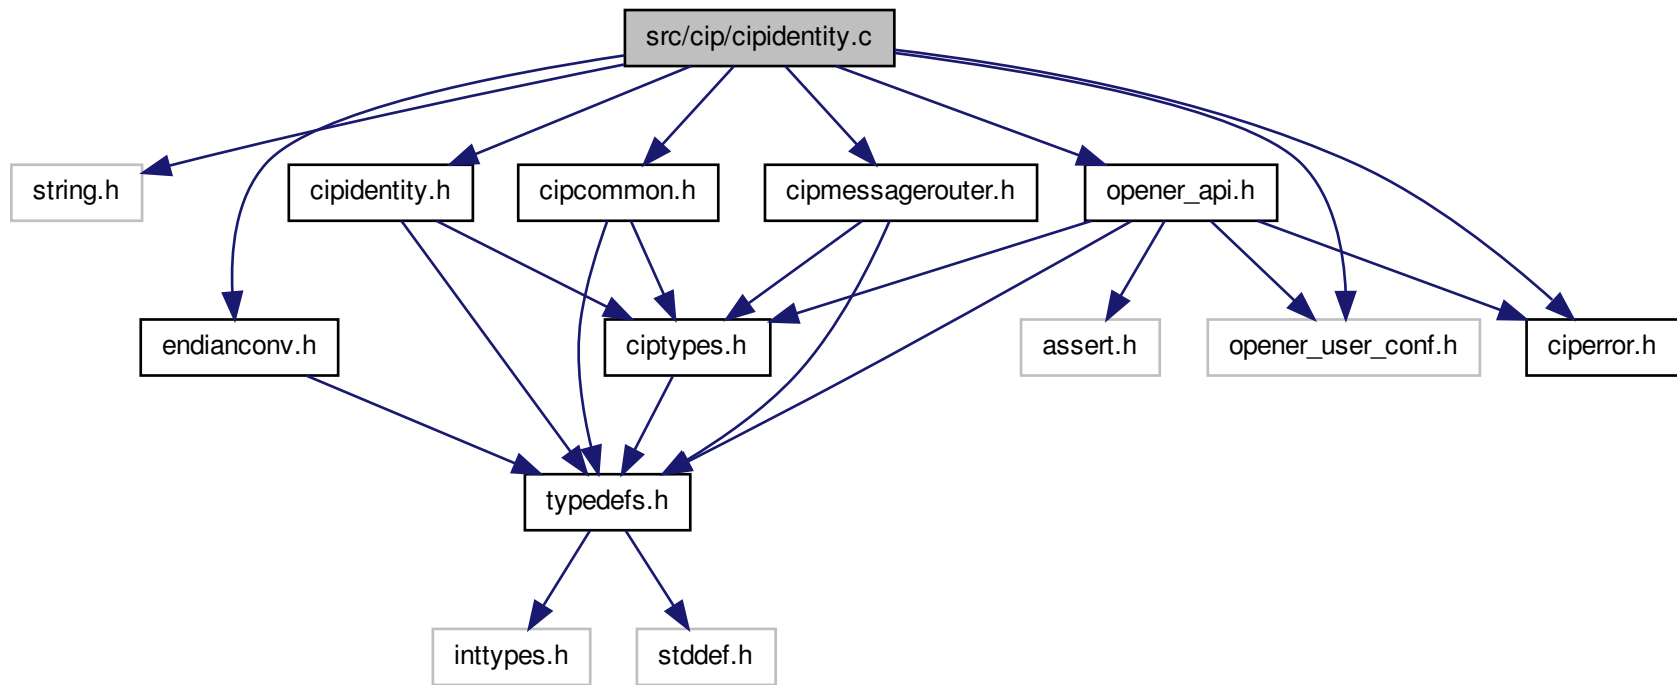 src/cip/cipidentity.c
string.h
cipidentity.h
cipcommon.h
cipmessagerouter.h
opener_api.h
endianconv.h
ciptypes.h
assert.h
opener_user_conf.h
ciperror.h
typedefs.h
inttypes.h
stddef.h